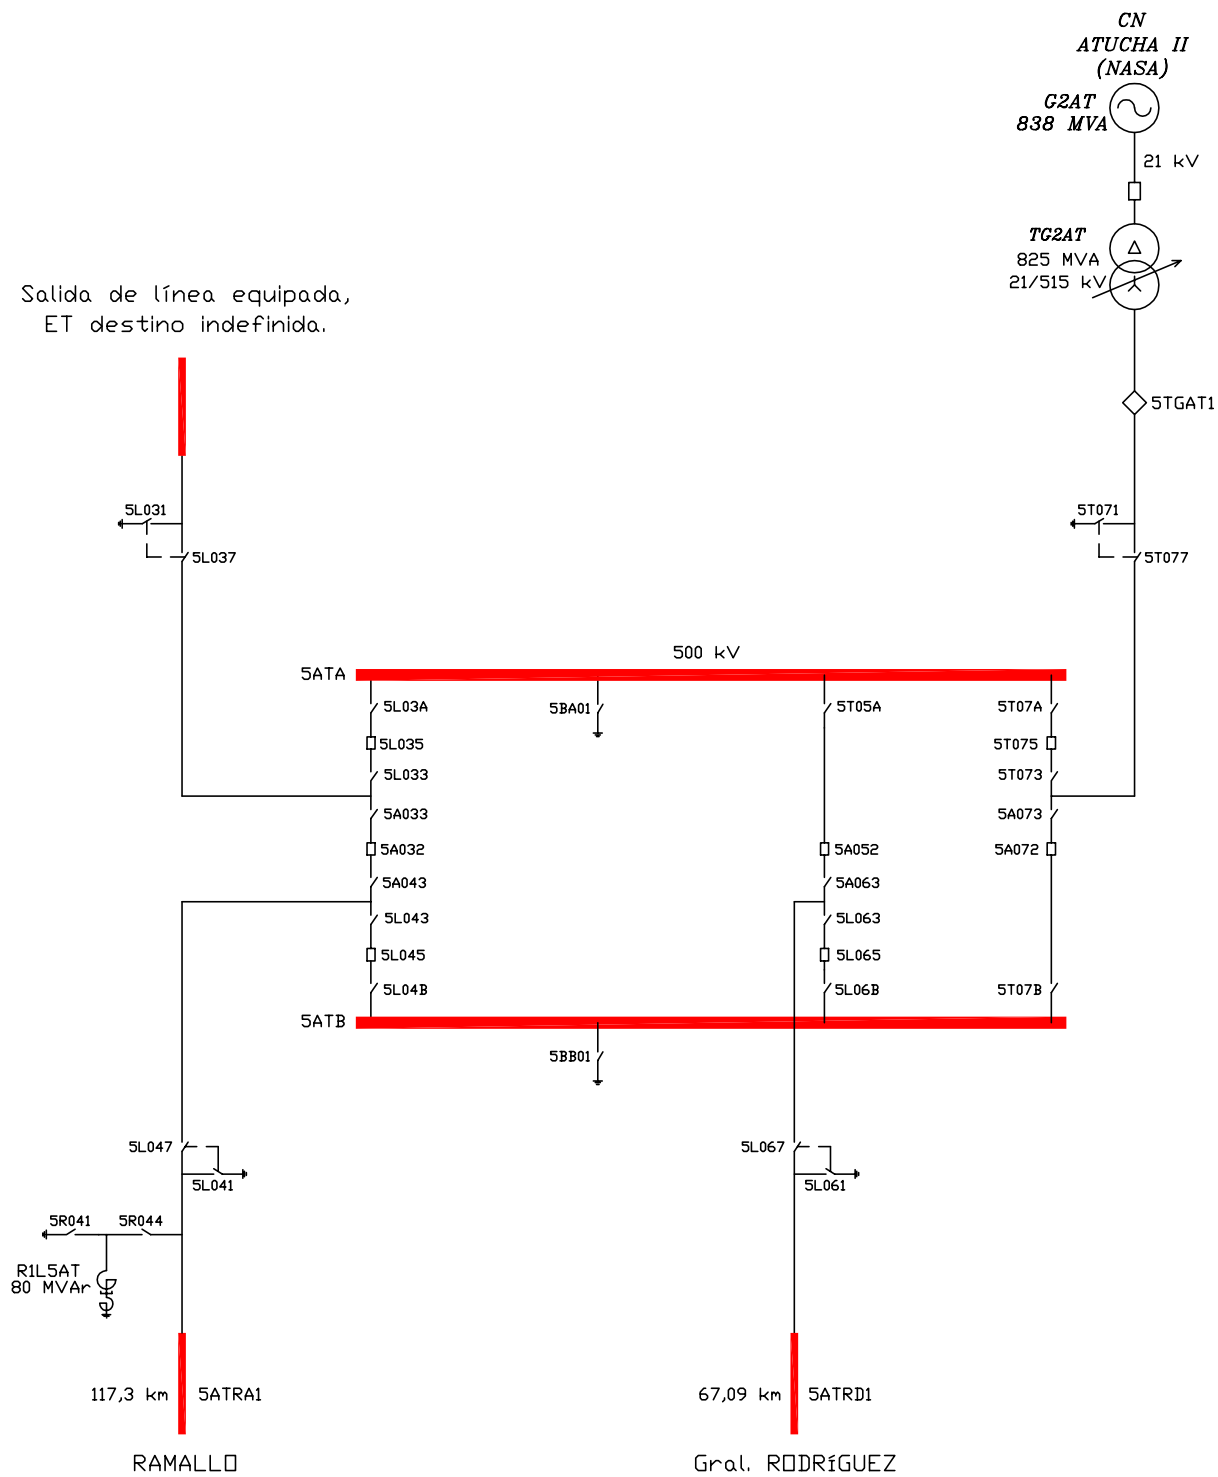 CN
ATUCHA II
(NASA)
G2AT
838 MVA
21 kV
TG2AT
825 MVA
21/515 kV
Salida de línea equipada,
ET destino indefinida.
5TGAT1
5L031
5L037
5T071
5T077
500 kV
5ATA
5L03A
5BA01
5T05A
5T07A
5L035
5T075
5L033
5T073
5A033
5A073
5A032
5A052
5A072
5A043
5A063
5L043
5L063
5L045
5L065
5L04B
5L06B
5T07B
5ATB
5BB01
5L047
5L041
5L067
5L061
5R041
5R044
R1L5AT
80 MVAr
117,3 km
5ATRA1
67,09 km
5ATRD1
RAMALLO
Gral. RODRíGUEZ